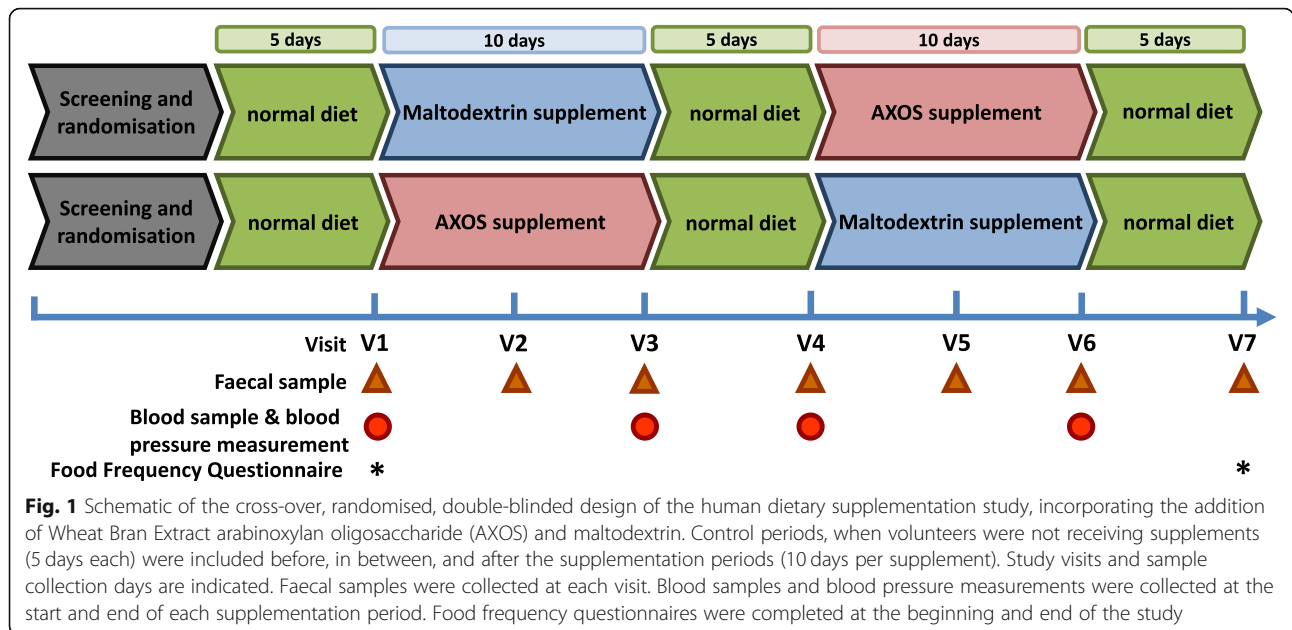 5 days 10 days 5 days 10 days 5 days
Screening and
randomisation
normal diet
Maltodextrin supplement
normal diet
AXOS supplement
normal diet
Screening and
randomisation
normal diet
AXOS supplement
normal diet
Maltodextrin supplement
normal diet
Visit V1 V2 V3 V4 V5 V6 V7
Faecal sample
Blood sample & blood
pressure measurement
Food Frequency Questionnaire * *
Fig. 1 Schematic of the cross-over, randomised, double-blinded design of the human dietary supplementation study, incorporating the addition
of Wheat Bran Extract arabinoxylan oligosaccharide (AXOS) and maltodextrin. Control periods, when volunteers were not receiving supplements
(5 days each) were included before, in between, and after the supplementation periods (10 days per supplement). Study visits and sample
collection days are indicated. Faecal samples were collected at each visit. Blood samples and blood pressure measurements were collected at the
start and end of each supplementation period. Food frequency questionnaires were completed at the beginning and end of the study